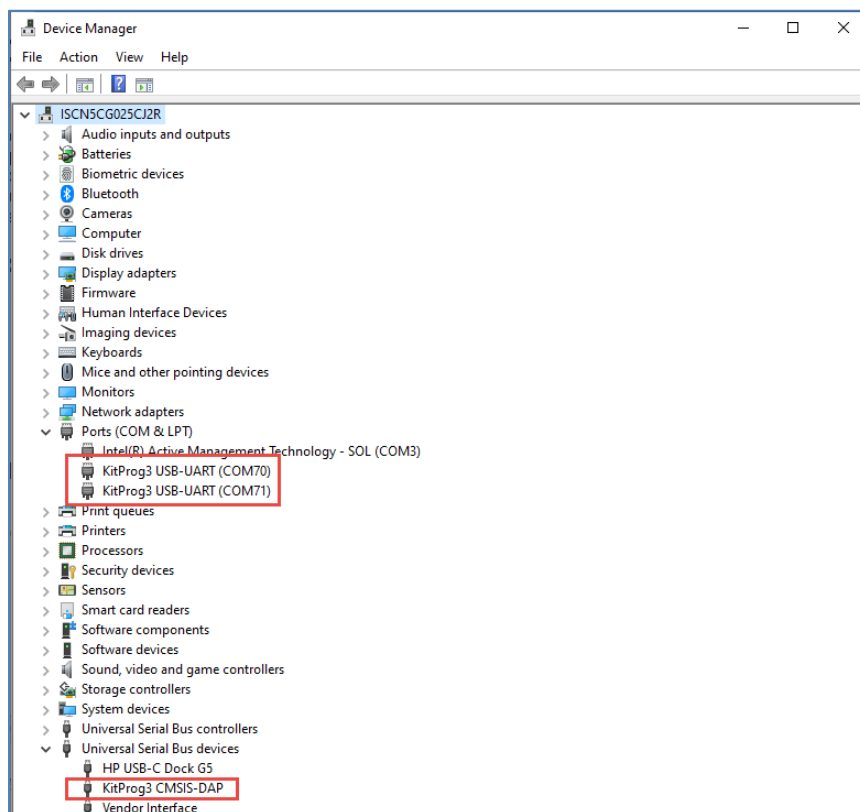 Device Manager
File Action View Help
ISCN5CG025CJ2R
Audio inputs and outputs
Batteries
Biometric devices
Bluetooth
Cameras
Computer
Disk drives
Display adapters
Firmware
Human Interface Devices
Imaging devices
Keyboards
Mice and other pointing devices
Monitors
Network adapters
Ports (COM & LPT)
Intel(R) Active Management Technology - SOL (COM3)
KitProg3 USB-UART (COM70)
KitProg3 USB-UART (COM71)
Print queues
Printers
Processors
Security devices
Sensors
Smart card readers
Software components
Software devices
Sound, video and game controllers
Storage controllers
System devices
Universal Serial Bus controllers
Universal Serial Bus devices
HP USB-C Dock G5
KitProg3 CMSIS-DAP
Vendor Interface